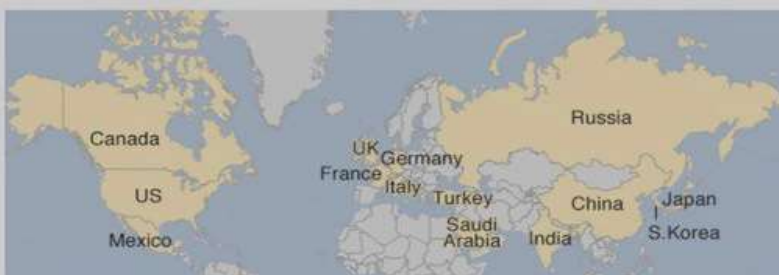 Canada
US
Mexico
UK
Germany
France
Italy
Turkey
Saudi
Arabia
Russia
China
India
Japan
S.Korea